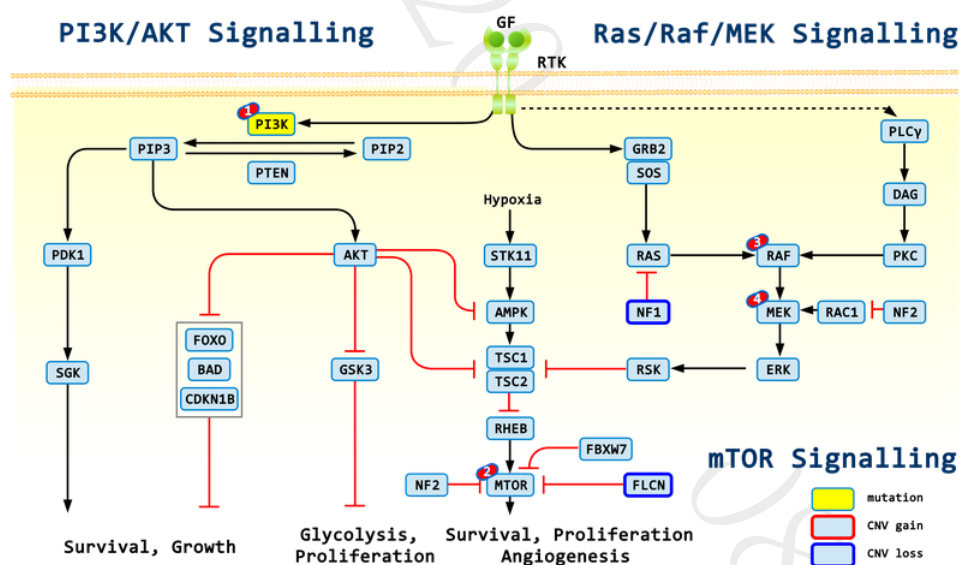 PI3K/AKT Signalling
GF
Ras/Raf/MEK Signalling
RTK
1
PI3K
PLCγ
PIP3
PIP2
GRB2
PTEN
SOS
DAG
Hypoxia
PDK1
AKT
STK11
RAS
3
RAF
PKC
AMPK
NF1
4
MEK
RAC1
NF2
FOXO
BAD
CDKN1B
SGK
GSK3
TSC1
TSC2
RSK
ERK
RHEB
FBXW7
mTOR Signalling
NF2
2
MTOR
FLCN
mutation
CNV gain
CNV loss
Survival, Growth
Glycolysis,
Proliferation
Survival, Proliferation
Angiogenesis